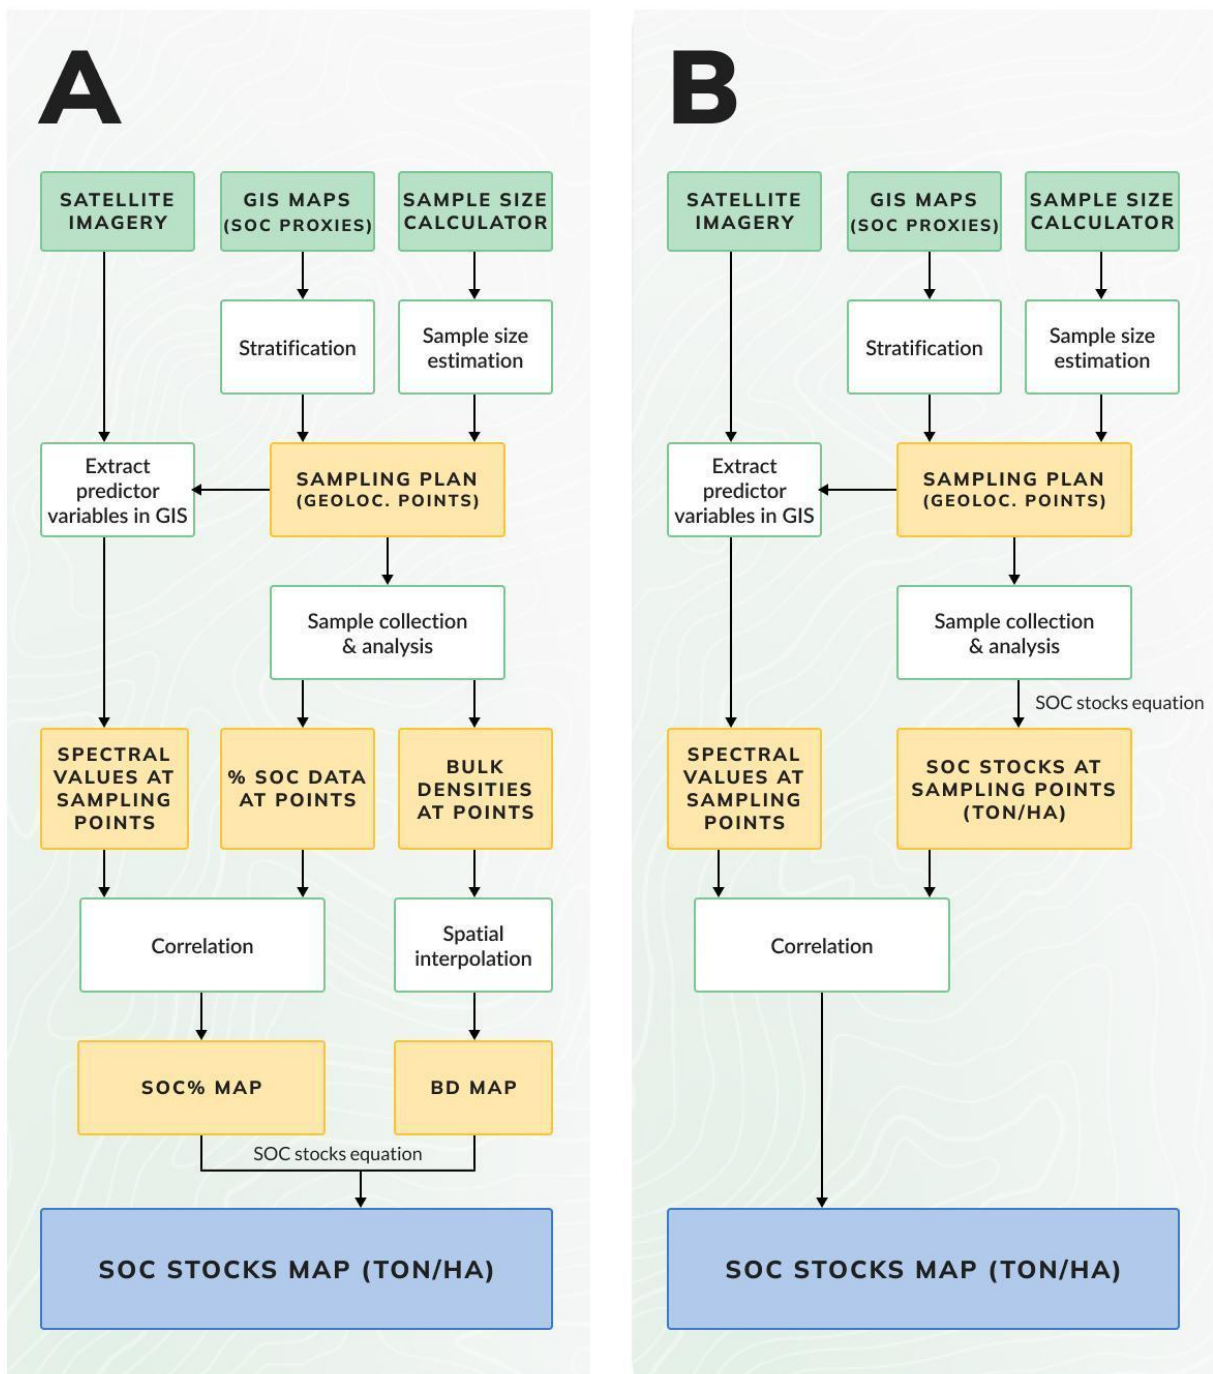 A
SATELLITE
IMAGERY
GIS MAPS
(SOC PROXIES)
SAMPLE SIZE
CALCULATOR
Stratification
Sample size
estimation
Extract
predictor
variables in GIS
SAMPLING PLAN
(GEOLOC. POINTS)
Sample collection
& analysis
SPECTRAL
VALUES AT
SAMPLING
POINTS
% SOC DATA
AT POINTS
BULK
DENSITIES
AT POINTS
Correlation
Spatial
interpolation
SOC% MAP
BD MAP
SOC stocks equation
SOC STOCKS MAP (TON/HA)
B
SATELLITE
IMAGERY
GIS MAPS
(SOC PROXIES)
SAMPLE SIZE
CALCULATOR
Stratification
Sample size
estimation
Extract
predictor
variables in GIS
SAMPLING PLAN
(GEOLOC. POINTS)
Sample collection
& analysis
SOC stocks equation
SPECTRAL
VALUES AT
SAMPLING
POINTS
SOC STOCKS AT
SAMPLING POINTS
(TON/HA)
Correlation
SOC STOCKS MAP (TON/HA)